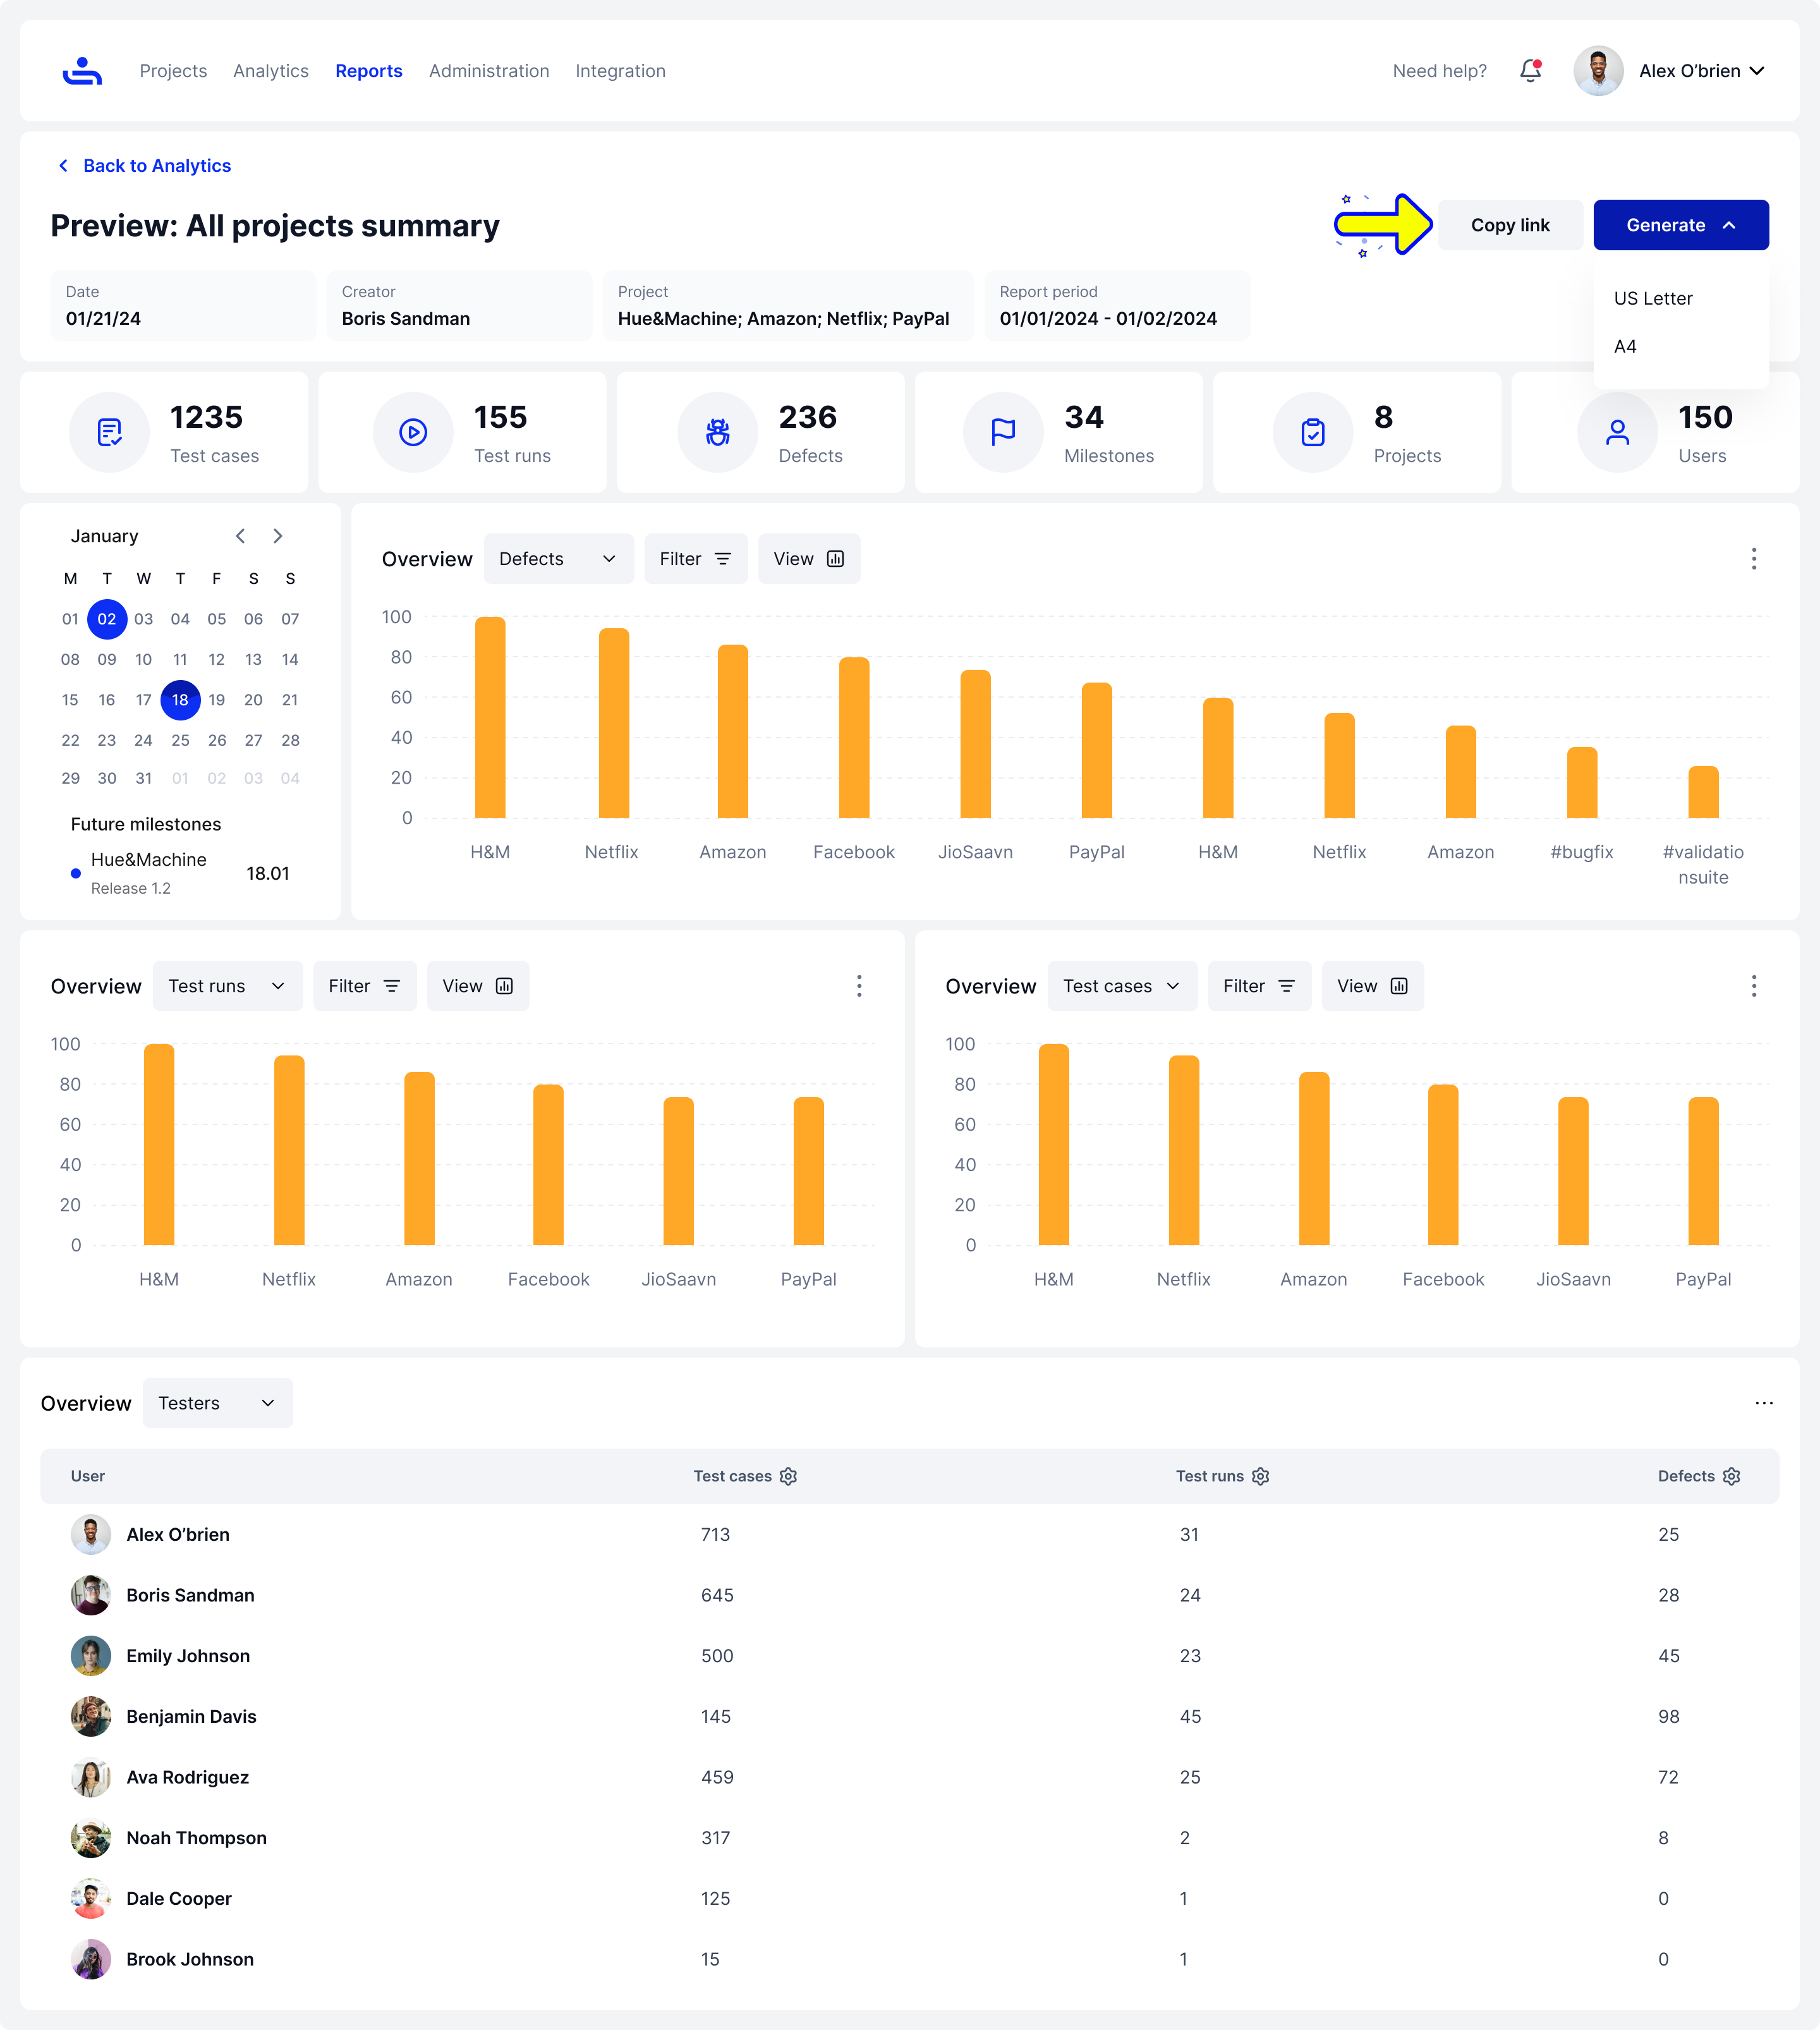 Projects Analytics Reports Administration Integration Need help? Alex O’brien
Back to Analytics
Preview: All projects summary
Copy link Generate
US Letter
A4
Date
01/21/24
Creator
Boris Sandman
Project
Hue&Machine; Amazon; Netflix; PayPal
Report period
01/01/2024 - 01/02/2024
1235
Test cases
155
Test runs
236
Defects
34
Milestones
8
Projects
150
Users
January
M T W T F S S
01 02 03 04 05 06 07
08 09 10 11 12 13 14
15 16 17 18 19 20 21
22 23 24 25 26 27 28
29 30 31 01 02 03 04
Future milestones
Hue&Machine
Release 1.2
18.01
Overview Defects Filter View
100
80
60
40
20
0
H&M Netflix Amazon Facebook JioSaavn PayPal H&M Netflix Amazon #bugfix #validatio
nsuite
Overview Test runs Filter View
100
80
60
40
20
0
H&M Netflix Amazon Facebook JioSaavn PayPal
Overview Test cases Filter View
100
80
60
40
20
0
H&M Netflix Amazon Facebook JioSaavn PayPal
Overview Testers
User Test cases Test runs Defects
Alex O’brien 713 31 25
Boris Sandman 645 24 28
Emily Johnson 500 23 45
Benjamin Davis 145 45 98
Ava Rodriguez 459 25 72
Noah Thompson 317 2 8
Dale Cooper 125 1 0
Brook Johnson 15 1 0